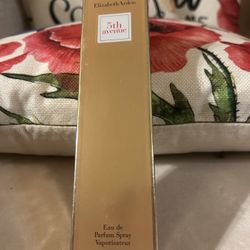 Elizabeth Arden
5th
avenue
Eau de
Parfum Spray
Vaporisateur